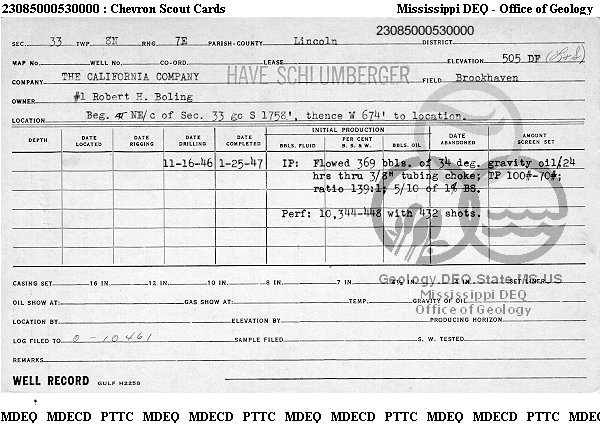 23085000530000 : Chevron Scout Cards Mississippi DEQ - Office of Geology
23085000530000
SEC. 33 TWP 8N RNG 7E PARISH-COUNTY Lincoln DISTRICT
MAP NO. WELL NO. CO-ORD. LEASE ELEVATION 505 DF
COMPANY THE CALIFORNIA COMPANY HAVE SCHLUMBERGER FIELD Brookhaven
OWNER #1 Robert H. Boling
LOCATION Beg. at NE/c of Sec. 33 go S 1758', thence W 674' to location.
INITIAL PRODUCTION
DEPTH DATE LOCATED DATE RIGGING DATE DRILLING DATE COMPLETED BBLS. FLUID PER CENT B. S. & W. BBLS. OIL DATE ABANDONED AMOUNT SCREEN SET
11-16-46 1-25-47 IP: Flowed 369 bbls. of 34 deg. gravity oil/24
hrs thru 3/8" tubing choke; TP 100#-70#;
ratio 139:1; 5/10 of 1% BS.
Perf: 10,344-448 with 432 shots.
Geology.DEQ.State.MS.US
CASING SET: 16 IN. 12 IN. 10 IN. 8 IN. 7 IN. IN. IN. SET LINER
Mississippi DEQ
OIL SHOW AT: GAS SHOW AT: TEMP. GRAVITY OF OIL
Office of Geology
LOCATION BY ELEVATION BY PRODUCING HORIZON
LOG FILED TO 0-10461 SAMPLE FILED S. W. TESTED
REMARKS
WELL RECORD GULF H2258
MDEQ MDECD PTTC MDEQ MDECD PTTC MDEQ MDECD PTTC MDEQ MDECD PTTC MDEQ MDE